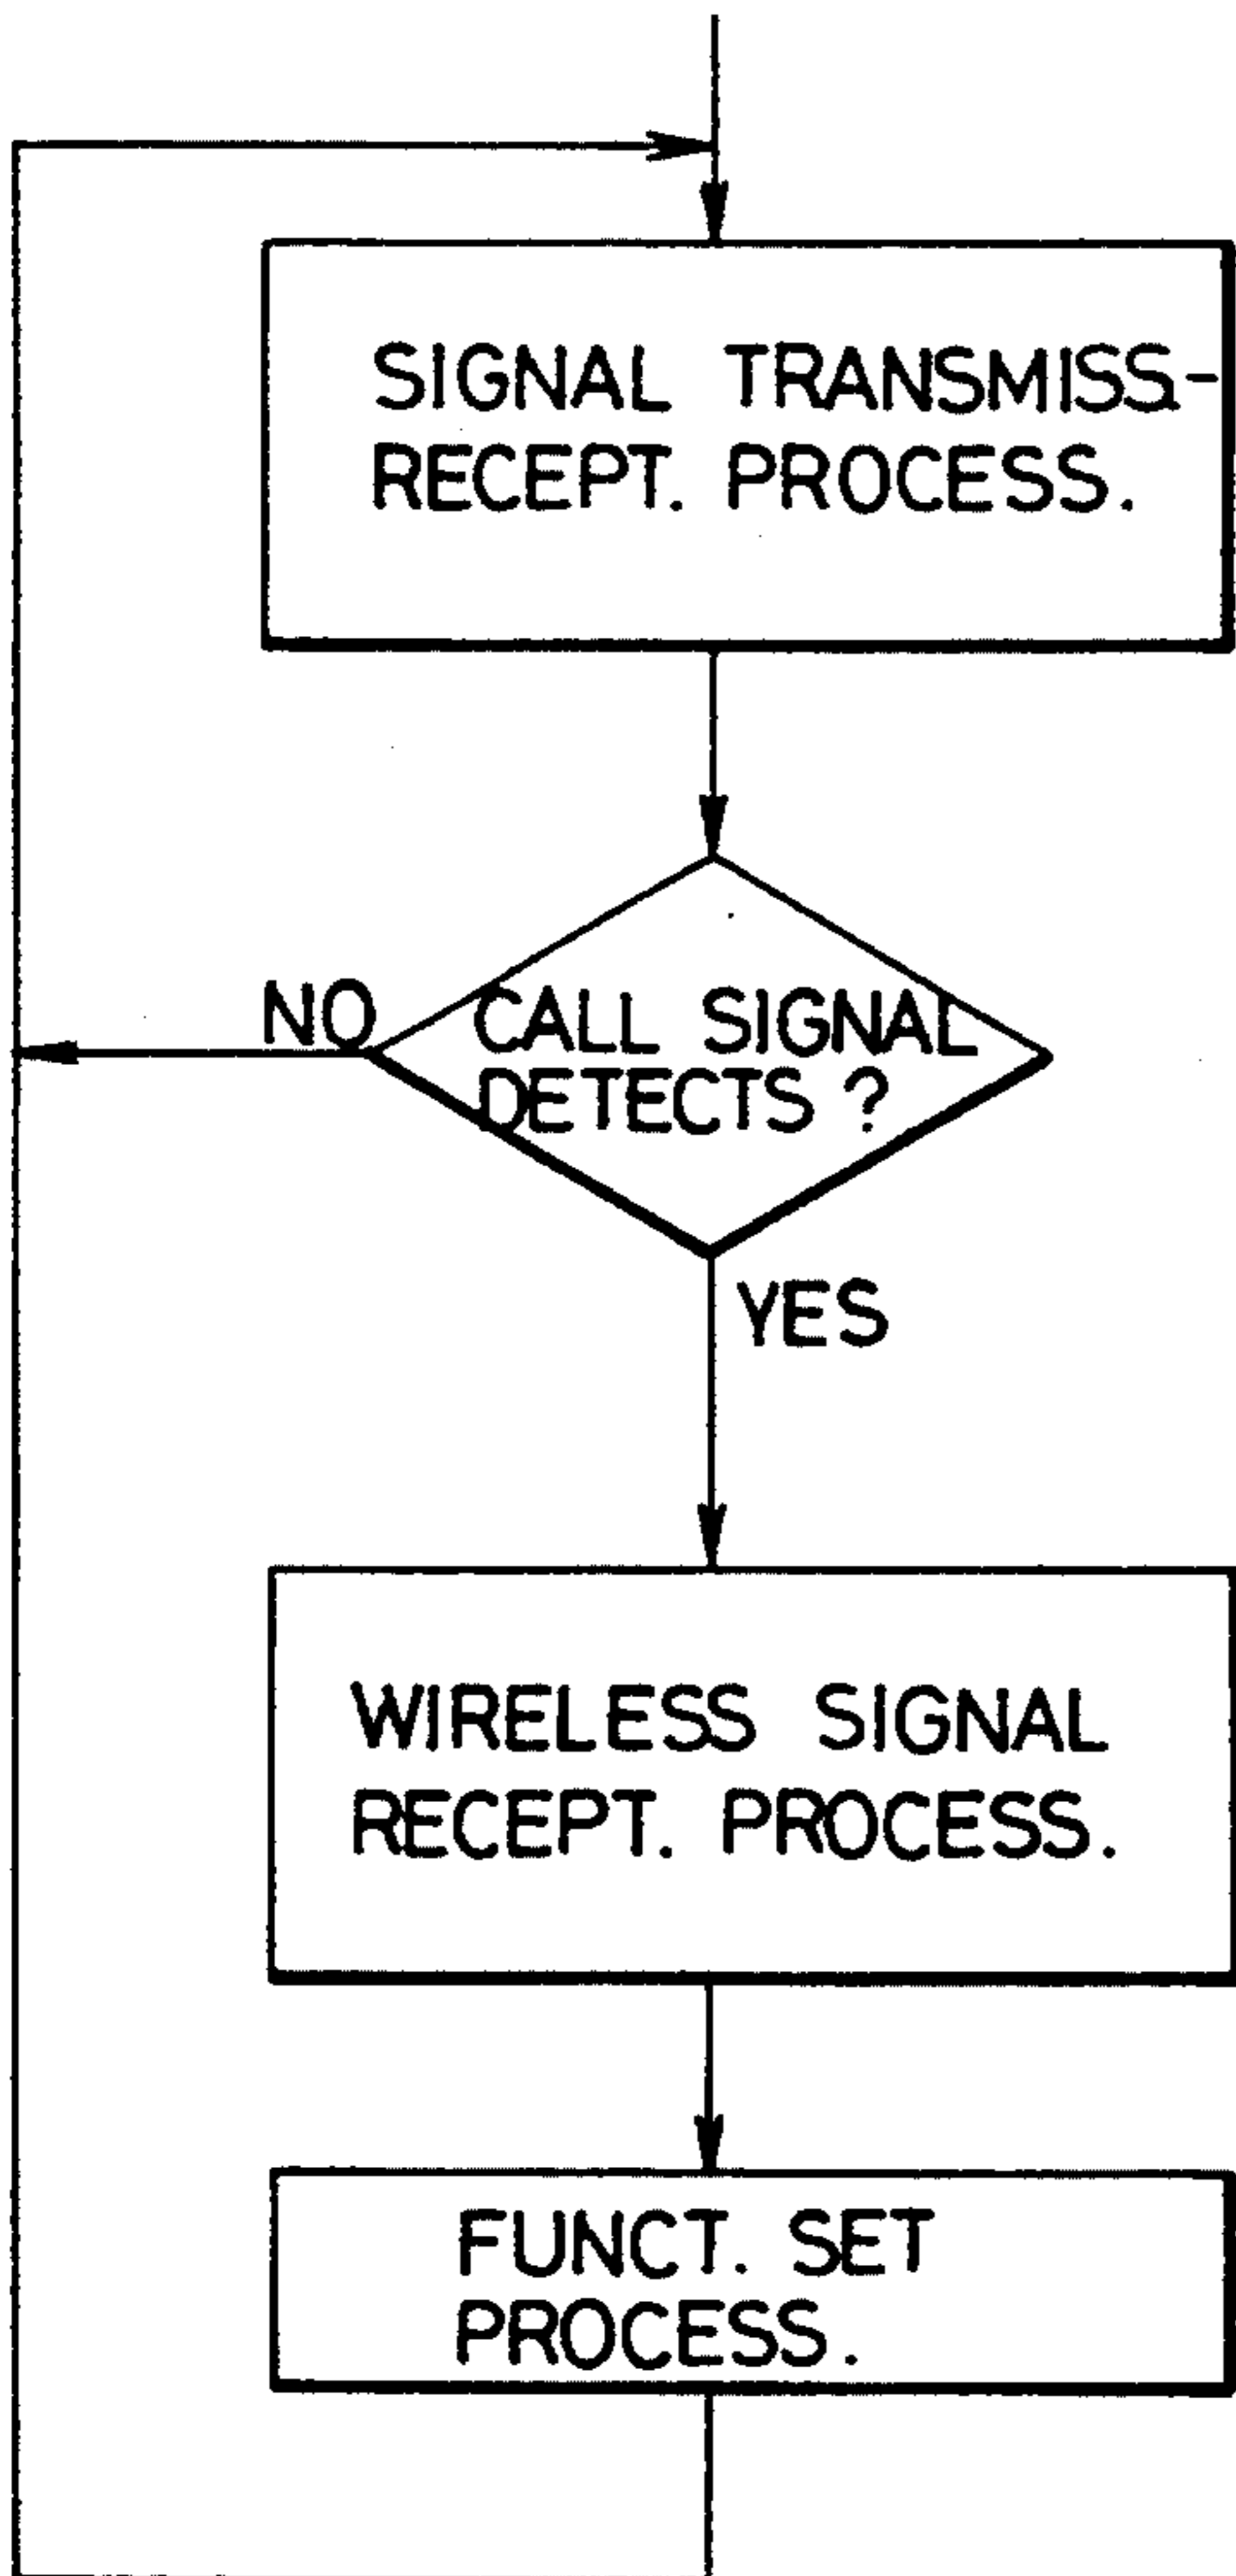 SIGNAL TRANSMISS.-
RECEPT. PROCESS.
NO
CALL SIGNAL
DETECTS ?
YES
WIRELESS SIGNAL
RECEPT. PROCESS.
FUNCT. SET
PROCESS.